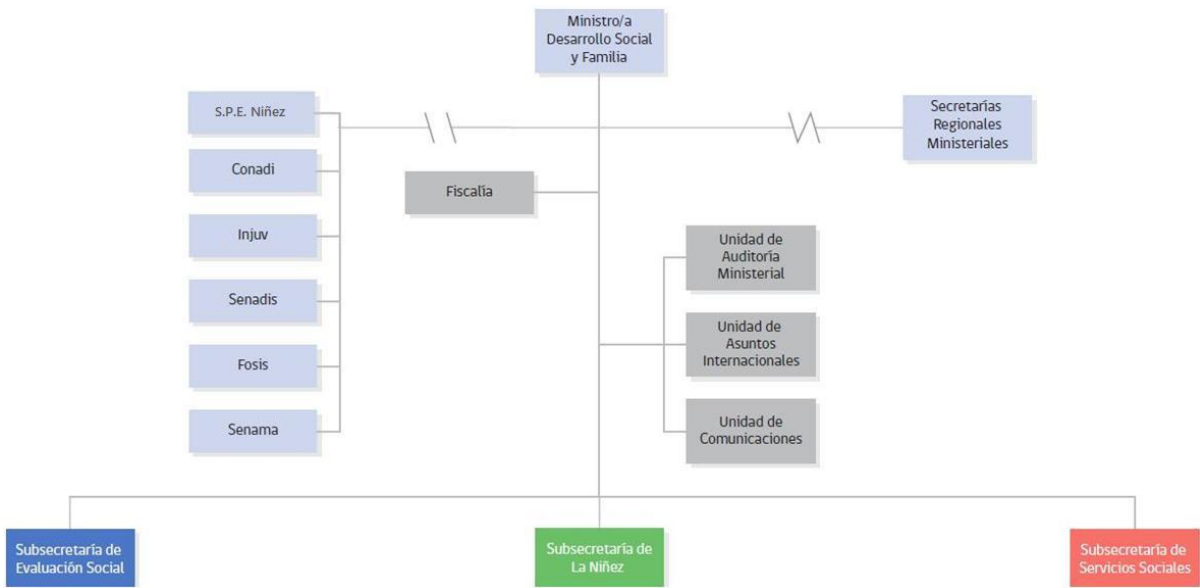 Ministro/a
Desarrollo Social
y Familia
S.P.E. Niñez
Conadi
Injuv
Senadis
Fosis
Senama
Secretarías
Regionales
Ministeriales
Fiscalía
Unidad de
Auditoría
Ministerial
Unidad de
Asuntos
Internacionales
Unidad de
Comunicaciones
Subsecretaría de
Evaluación Social
Subsecretaría de
La Niñez
Subsecretaría de
Servicios Sociales